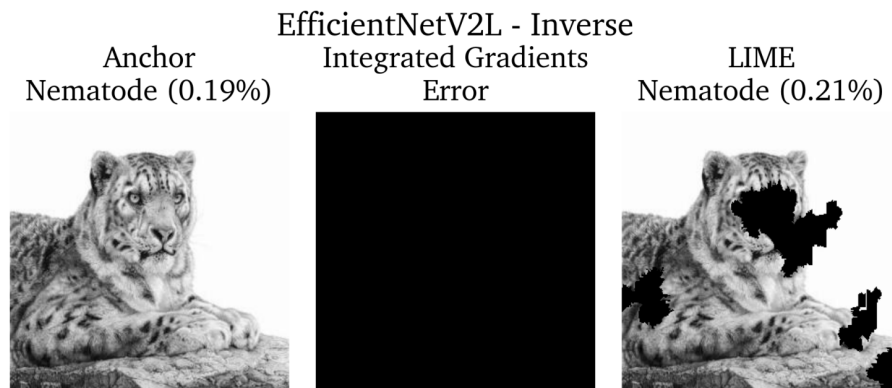 EfficientNetV2L - Inverse
Anchor
Nematode (0.19%)
Integrated Gradients
Error
LIME
Nematode (0.21%)